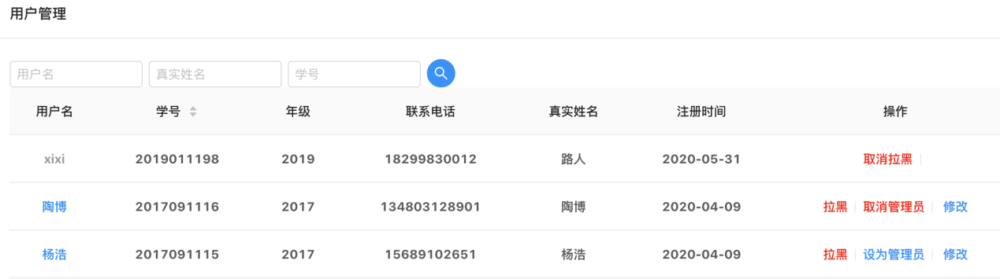 用户管理
用户名 真实姓名 学号
用户名 学号 年级 联系电话 真实姓名 注册时间 操作
xixi 2019011198 2019 18299830012 路人 2020-05-31 取消拉黑
陶博 2017091116 2017 134803128901 陶博 2020-04-09 拉黑 取消管理员 修改
杨浩 2017091115 2017 15689102651 杨浩 2020-04-09 拉黑 设为管理员 修改